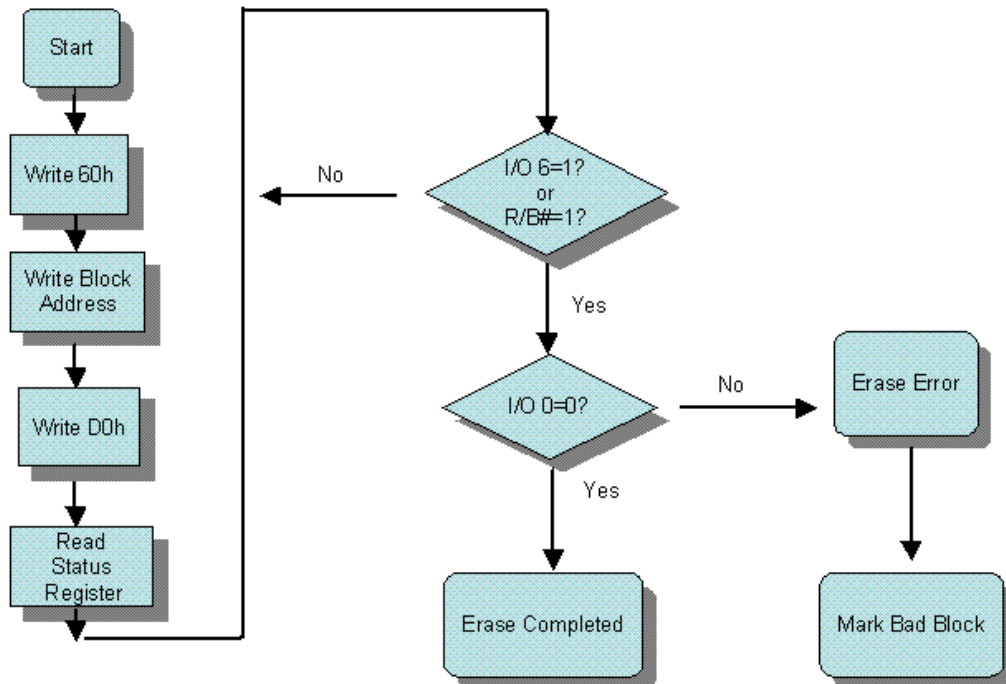 Start
Write 60h
Write Block
Address
Write D0h
Read
Status
Register
I/O 6=1?
or
R/B#=1?
No
Yes
I/O 0=0?
No
Yes
Erase Error
Erase Completed
Mark Bad Block